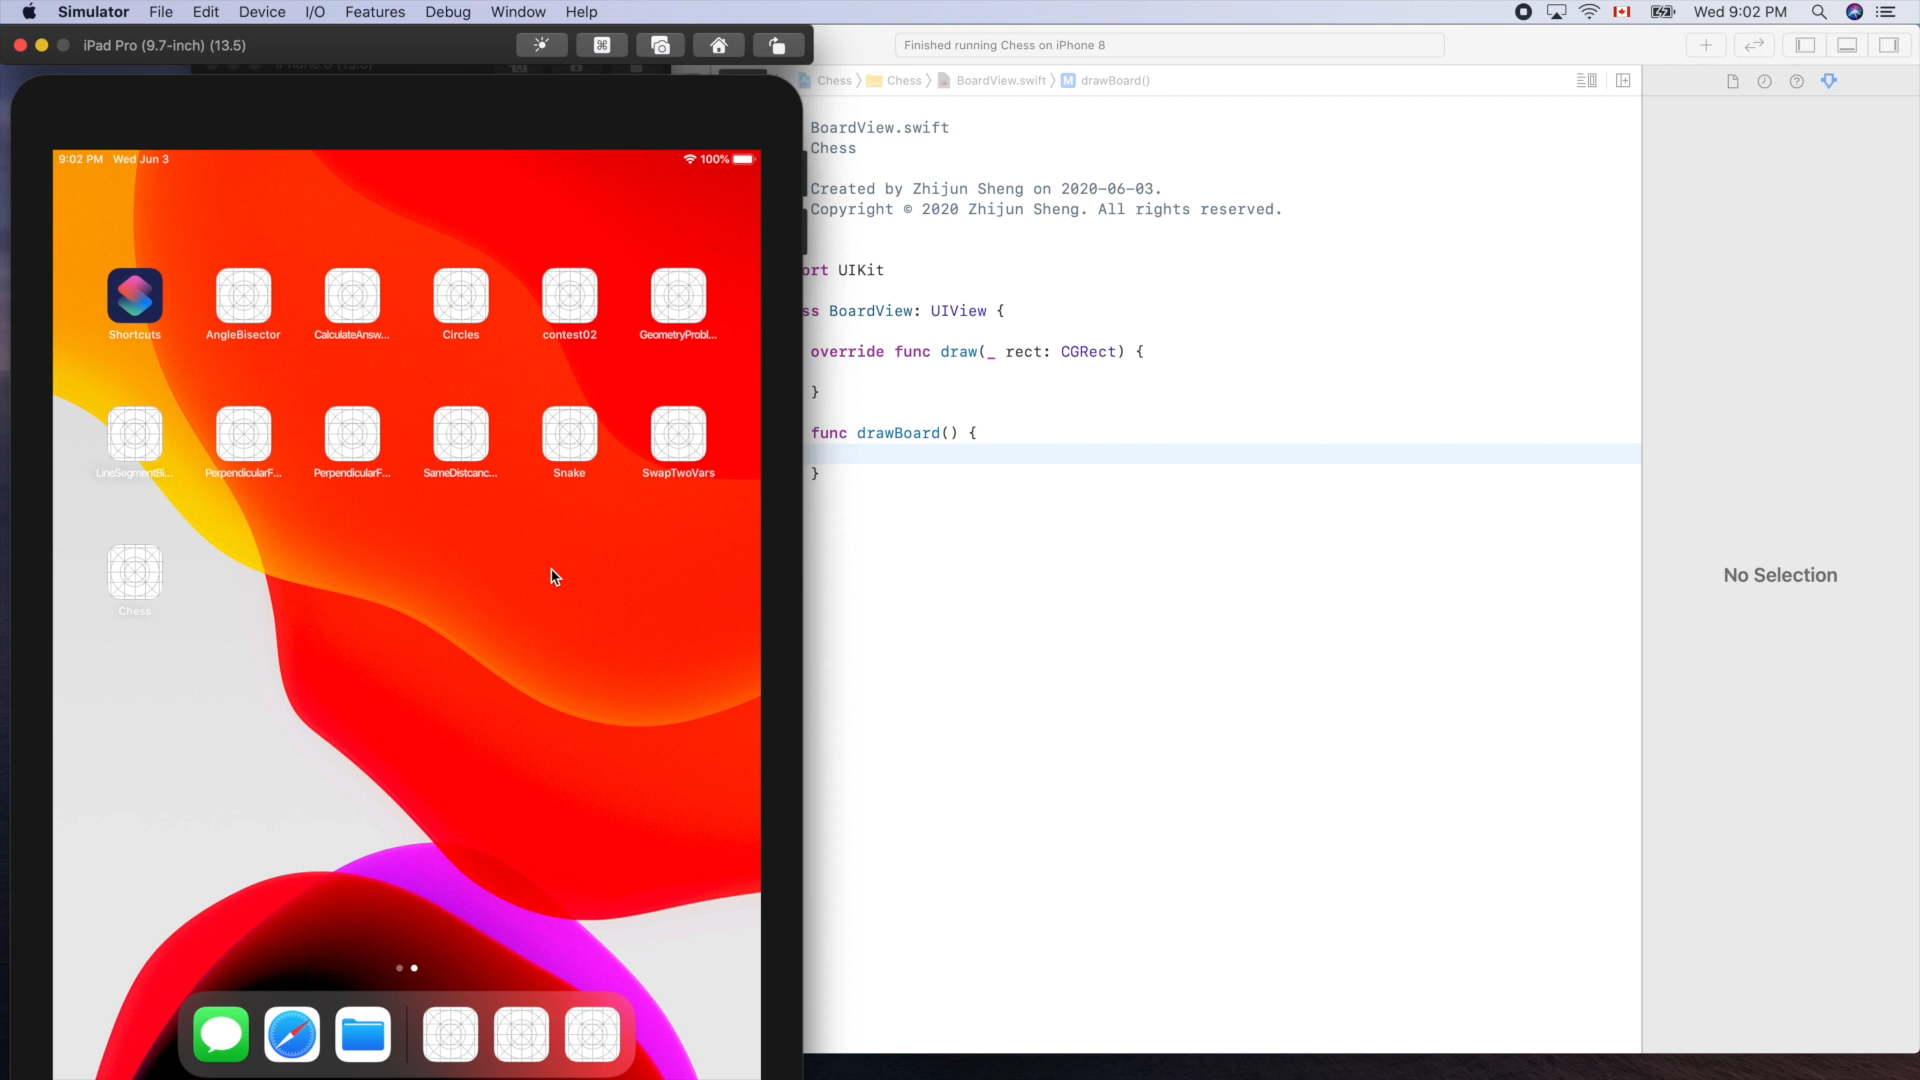 Simulator File Edit Device I/O Features Debug Window Help Wed 9:02 PM
iPad Pro (9.7-inch) (13.5)
Finished running Chess on iPhone 8
Chess Chess BoardView.swift M drawBoard()
9:02 PM Wed Jun 3 100%
Shortcuts AngleBisector CalculateAnsw... Circles contest02 GeometryProbl...
LineSegmentBi... PerpendicularF... PerpendicularF... SameDistcanc... Snake SwapTwoVars
Chess
BoardView.swift
Chess
Created by Zhijun Sheng on 2020-06-03.
Copyright © 2020 Zhijun Sheng. All rights reserved.
ort UIKit
ss BoardView: UIView {
override func draw(_ rect: CGRect) {
}
func drawBoard() {
}
No Selection